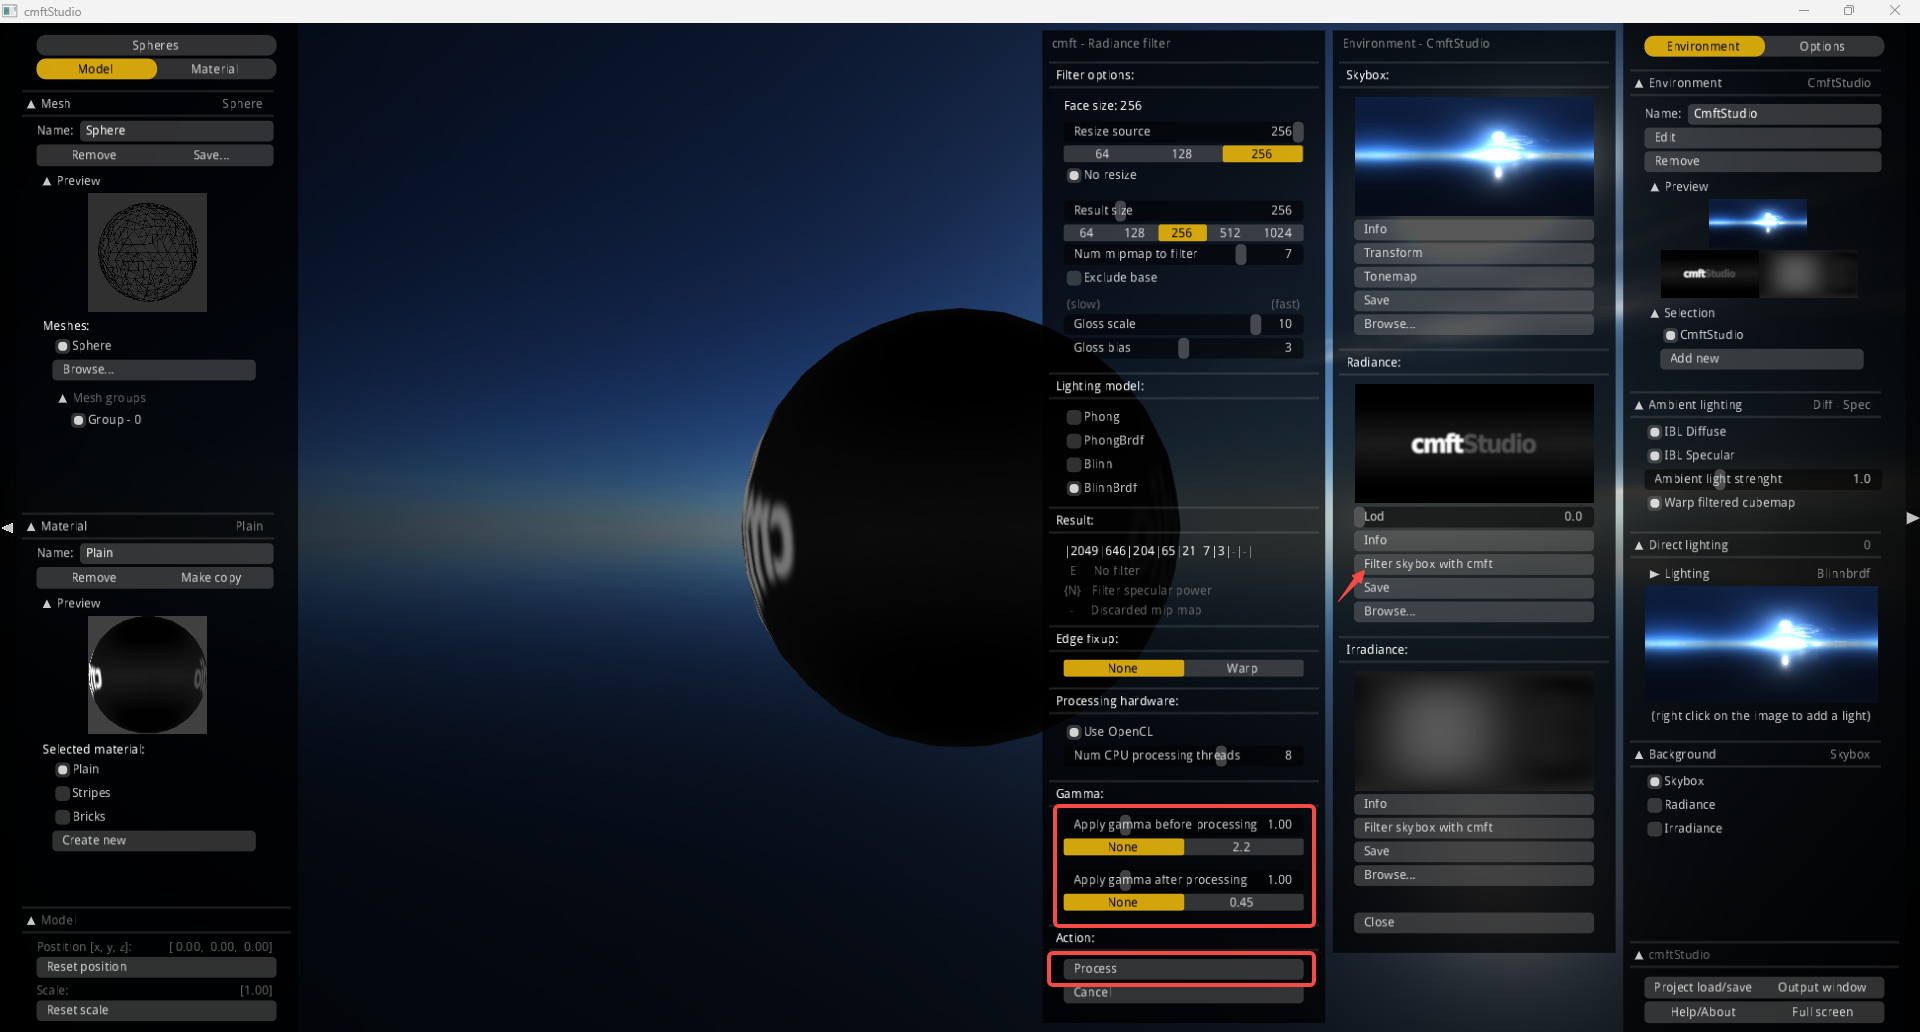 cmftStudio
Spheres
Model Material
Mesh Sphere
Name: Sphere
Remove Save...
Preview
Meshes:
Sphere
Browse...
Mesh groups
Group - 0
Material Plain
Name: Plain
Remove Make copy
Preview
Selected material:
Plain
Stripes
Bricks
Create new
Model
Postition [x, y, z]: [ 0.00, 0.00, 0.00]
Reset position
Scale: [1.00]
Reset scale
cmft - Radiance filter
Filter options:
Face size: 256
Resize source 256
64 128 256
No resize
Result size 256
64 128 256 512 1024
Num mipmap to filter 7
Exclude base
(slow) (fast)
Gloss scale 10
Gloss bias 3
Lighting model:
Phong
PhongBrdf
Blinn
BlinnBrdf
Result:
|2049|646|204|65|21 7|3|-|-|
E No filter
{N} Filter specular power
- Discarded mip map
Edge fixup:
None Warp
Processing hardware:
Use OpenCL
Num CPU processing threads 8
Gamma:
Apply gamma before processing 1.00
None 2.2
Apply gamma after processing 1.00
None 0.45
Action:
Process
Cancel
Environment - CmftStudio
Skybox:
Info
Transform
Tonemap
Save
Browse...
Radiance:
cmftStudio
Lod 0.0
Info
Filter skybox with cmft
Save
Browse...
Irradiance:
Info
Filter skybox with cmft
Save
Browse...
Close
Environment Options
Environment CmftStudio
Name: CmftStudio
Edit
Remove
Preview
cmftStudio
Selection
CmftStudio
Add new
Ambient lighting Diff - Spec
IBL Diffuse
IBL Specular
Ambient light strenght 1.0
Warp filtered cubemap
Direct lighting 0
Lighting Blinnbrdf
(right click on the image to add a light)
Background Skybox
Skybox
Radiance
Irradiance
cmftStudio
Project load/save Output window
Help/About Full screen